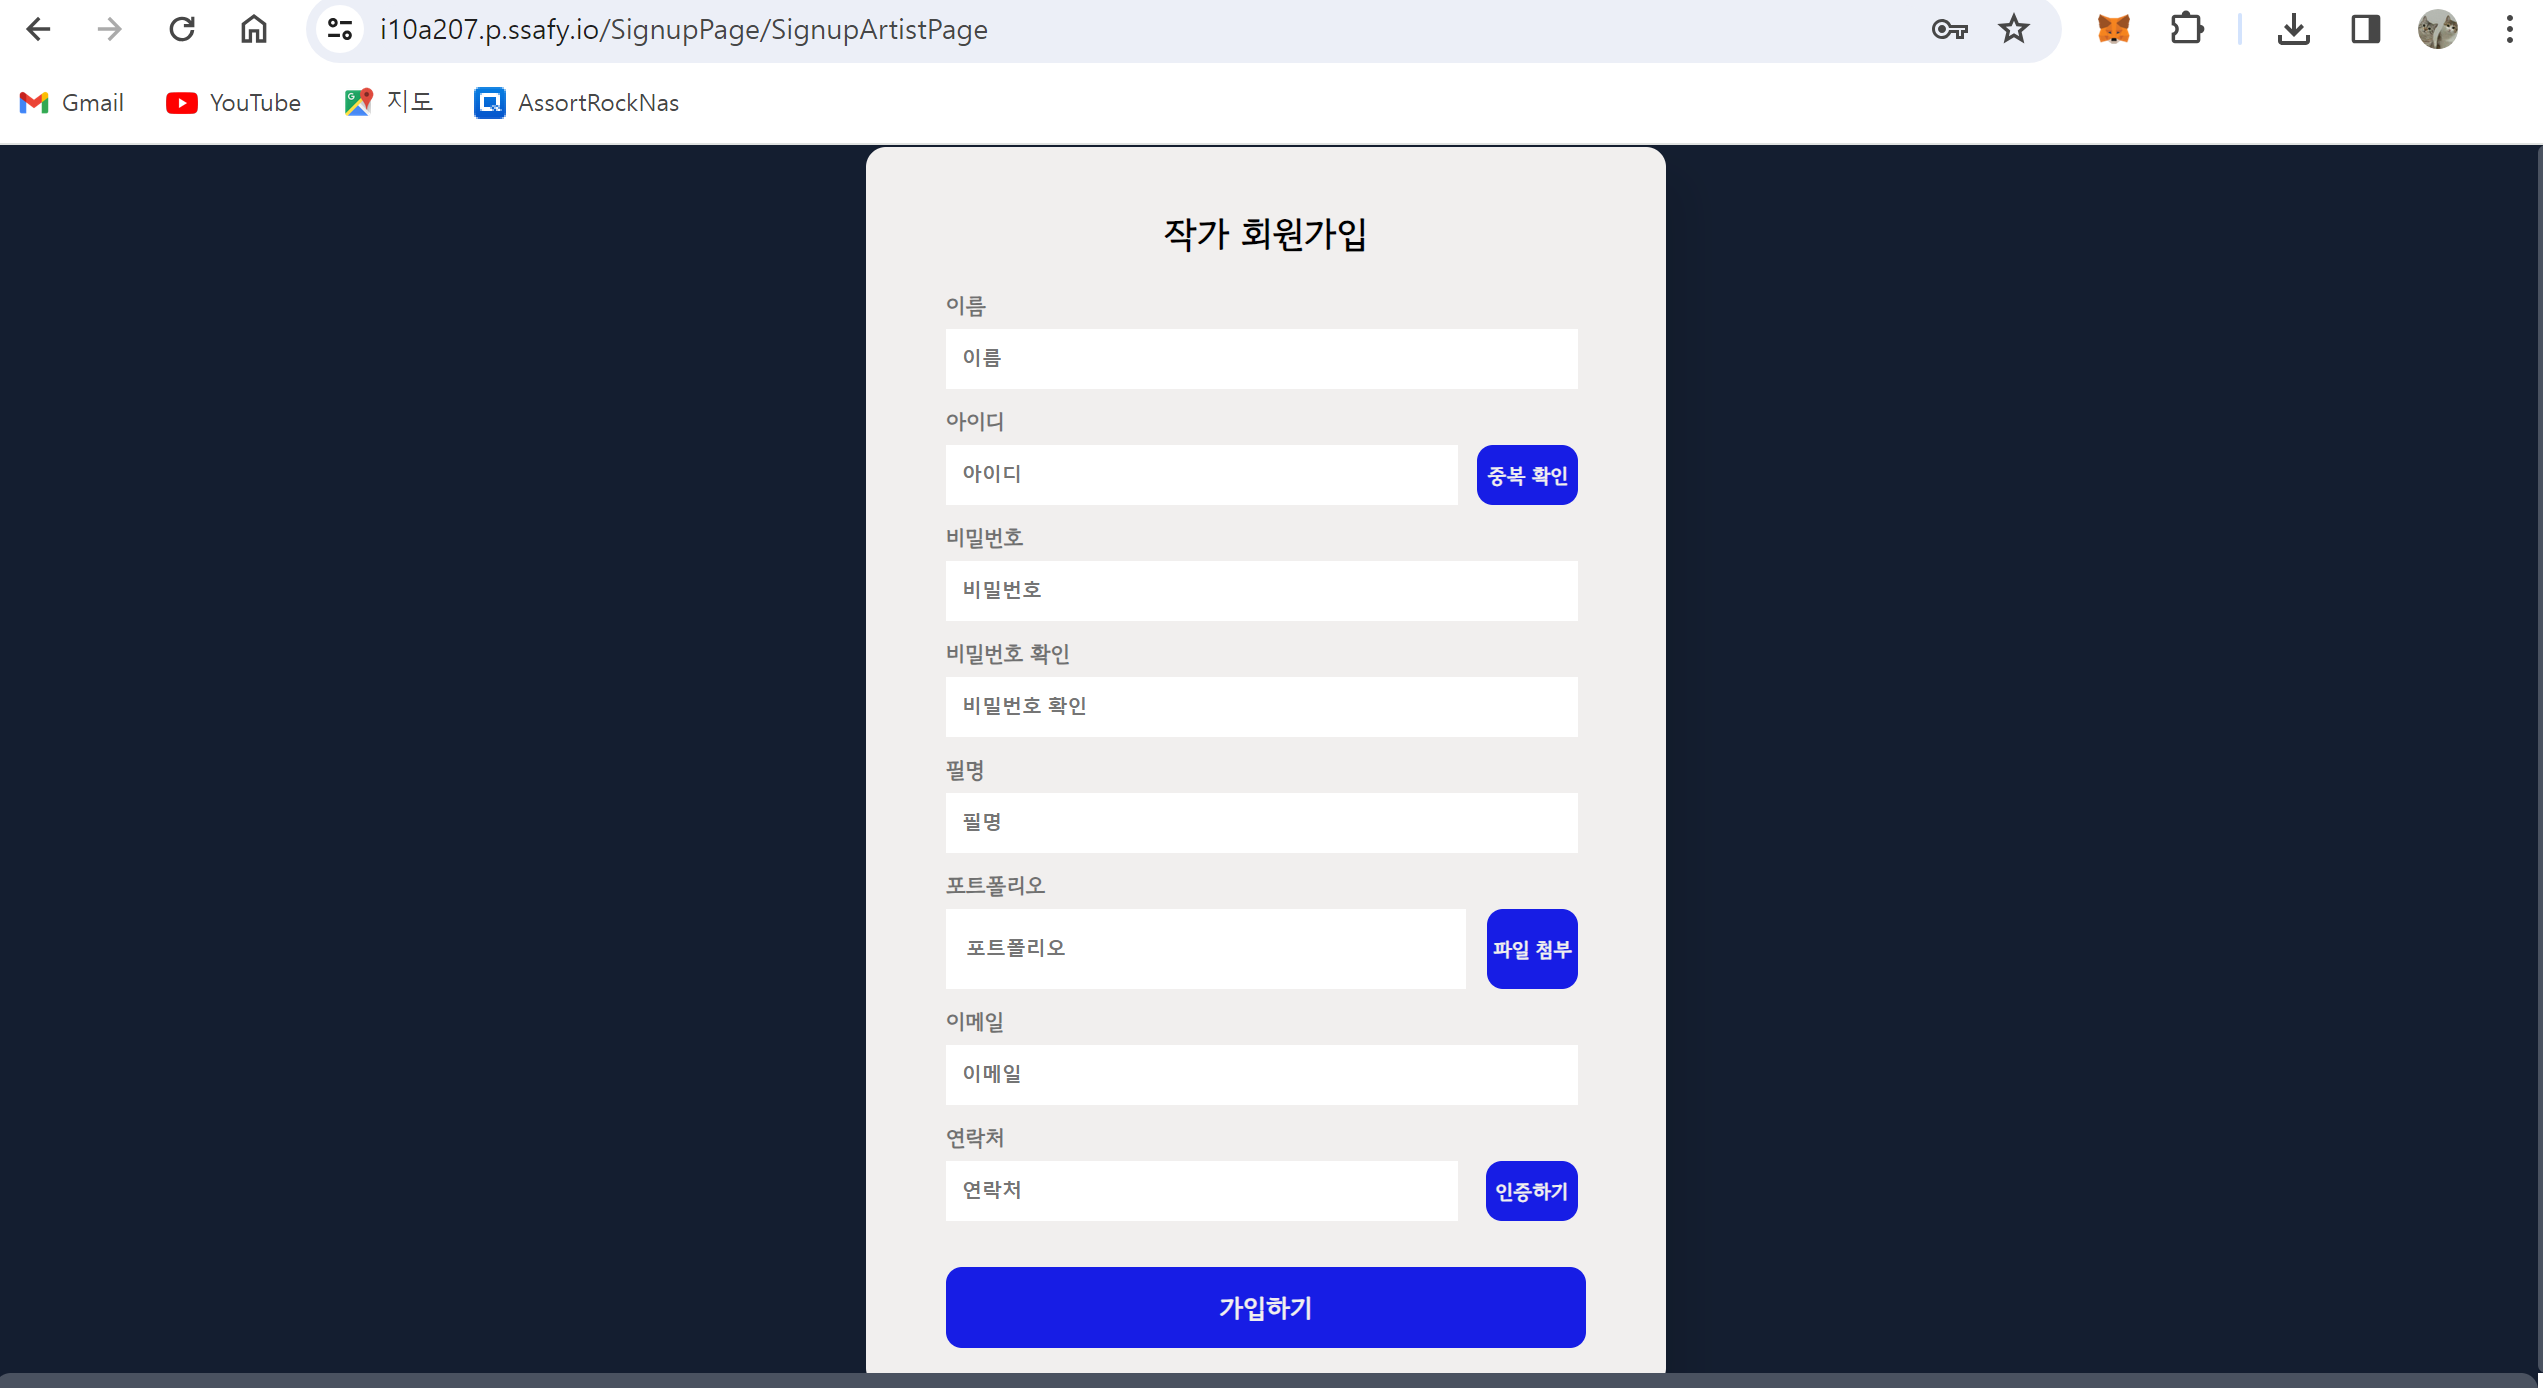 i10a207.p.ssafy.io/SignupPage/SignupArtistPage
Gmail YouTube 지도 AssortRockNas
작가 회원가입
이름
이름
아이디
아이디 중복 확인
비밀번호
비밀번호
비밀번호 확인
비밀번호 확인
필명
필명
포트폴리오
포트폴리오 파일 첨부
이메일
이메일
연락처
연락처 인증하기
가입하기